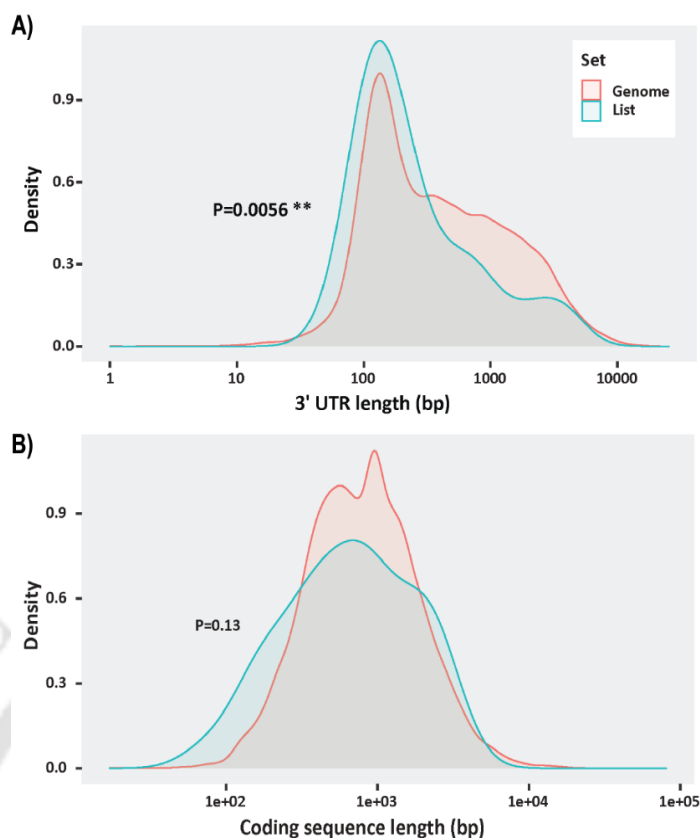 A)
Set
Genome
List
P=0.0056 **
Density
0.9
0.6
0.3
0.0
1 10 100 1000 10000
3' UTR length (bp)
B)
P=0.13
Density
0.9
0.6
0.3
0.0
1e+02 1e+03 1e+04 1e+05
Coding sequence length (bp)